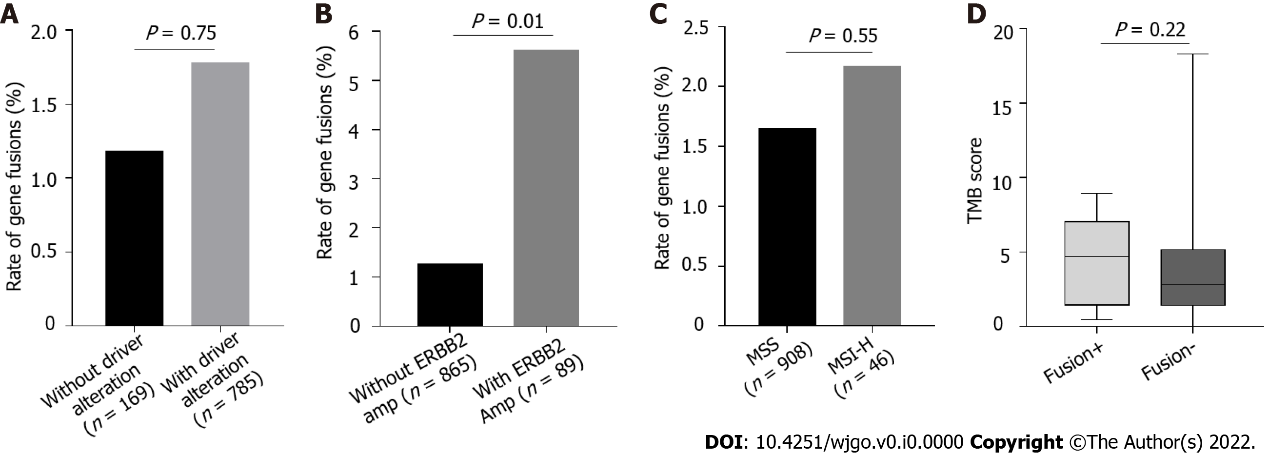 A
Rate of gene fusions (%)
2.0
1.5
1.0
0.5
0
P = 0.75
Without driver
alteration
(n = 169)
With driver
alteration
(n = 785)
B
Rate of gene fusions (%)
6
5
4
3
2
1
0
P = 0.01
Without ERBB2
amp (n = 865)
With ERBB2
Amp (n = 89)
C
Rate of gene fusions (%)
2.5
2.0
1.5
1.0
0.5
0
P = 0.55
MSS
(n = 908)
MSI-H
(n = 46)
D
TMB score
20
15
10
5
0
P = 0.22
Fusion+
Fusion-
DOI: 10.4251/wjgo.v0.i0.0000 Copyright ©The Author(s) 2022.